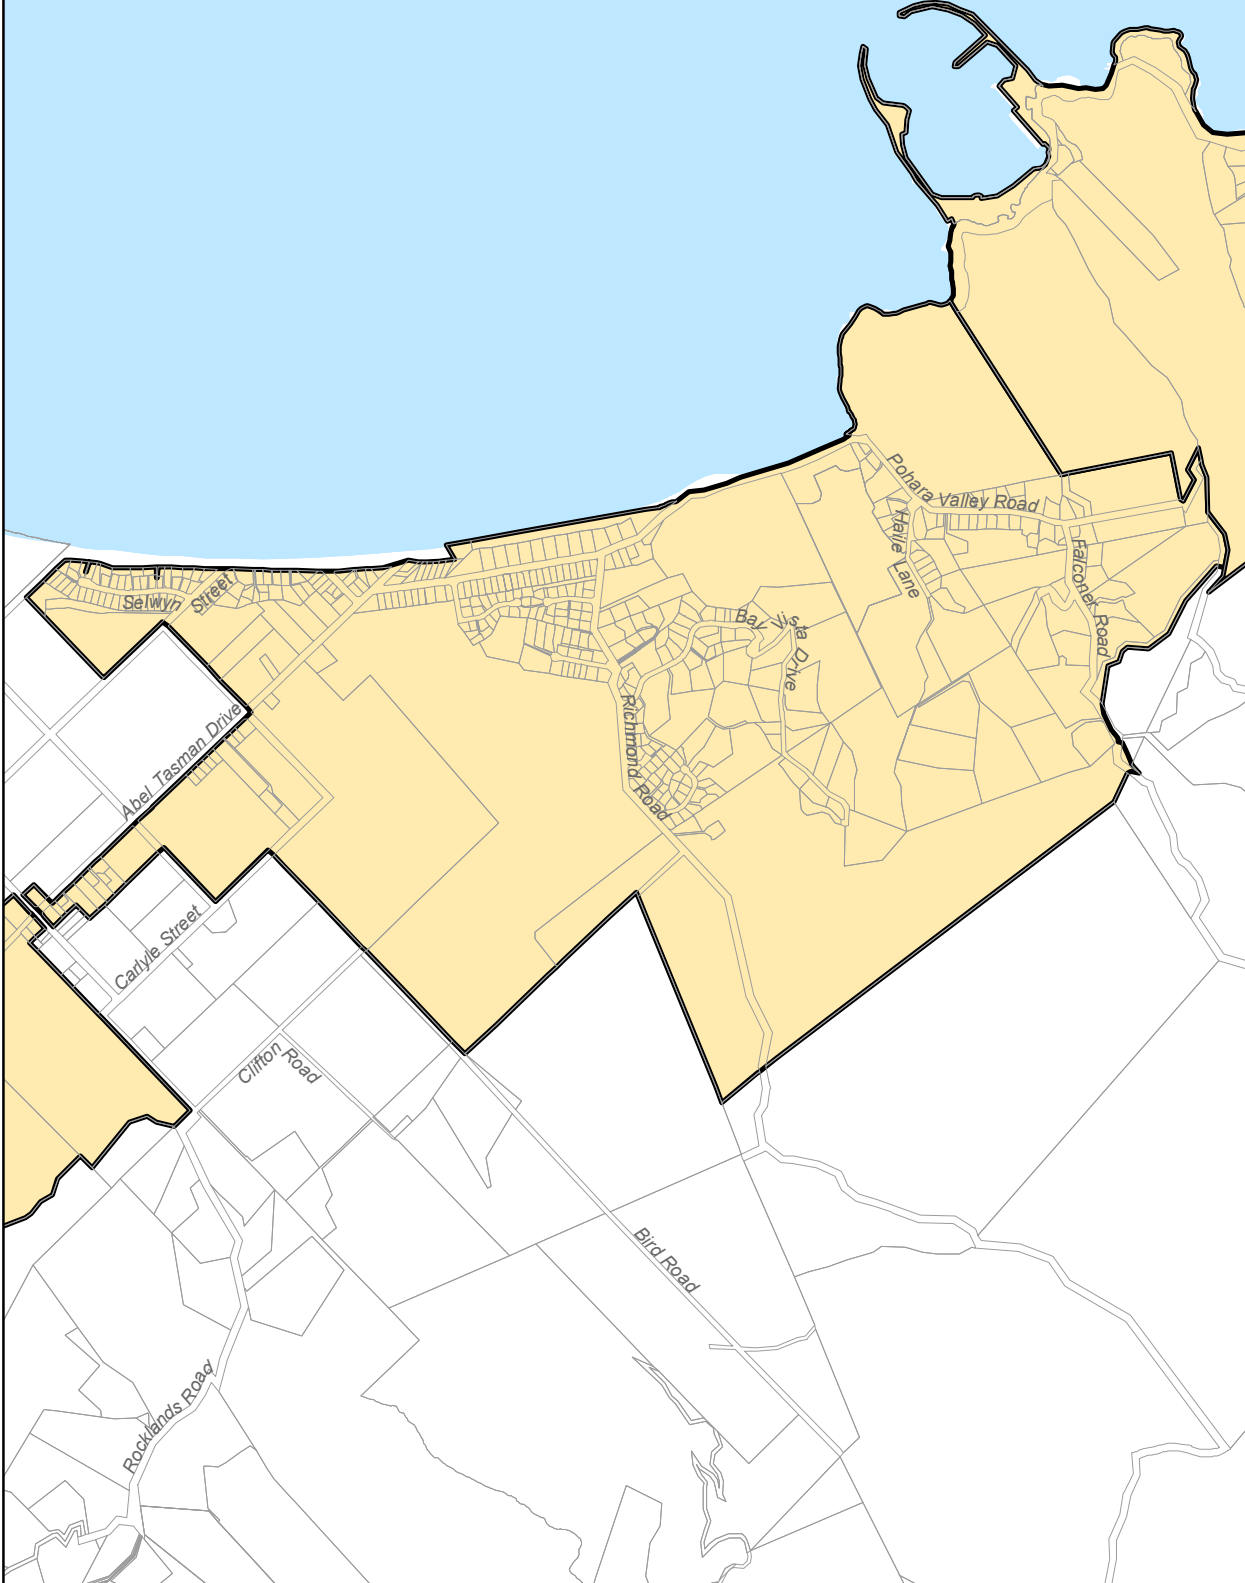 Pohara Valley Road
Haile Lane
Falconer Road
Selwyn Street
Bay Vista Drive
Richmond Road
Abel Tasman Drive
Carlyle Street
Clifton Road
Bird Road
Rocklands Road